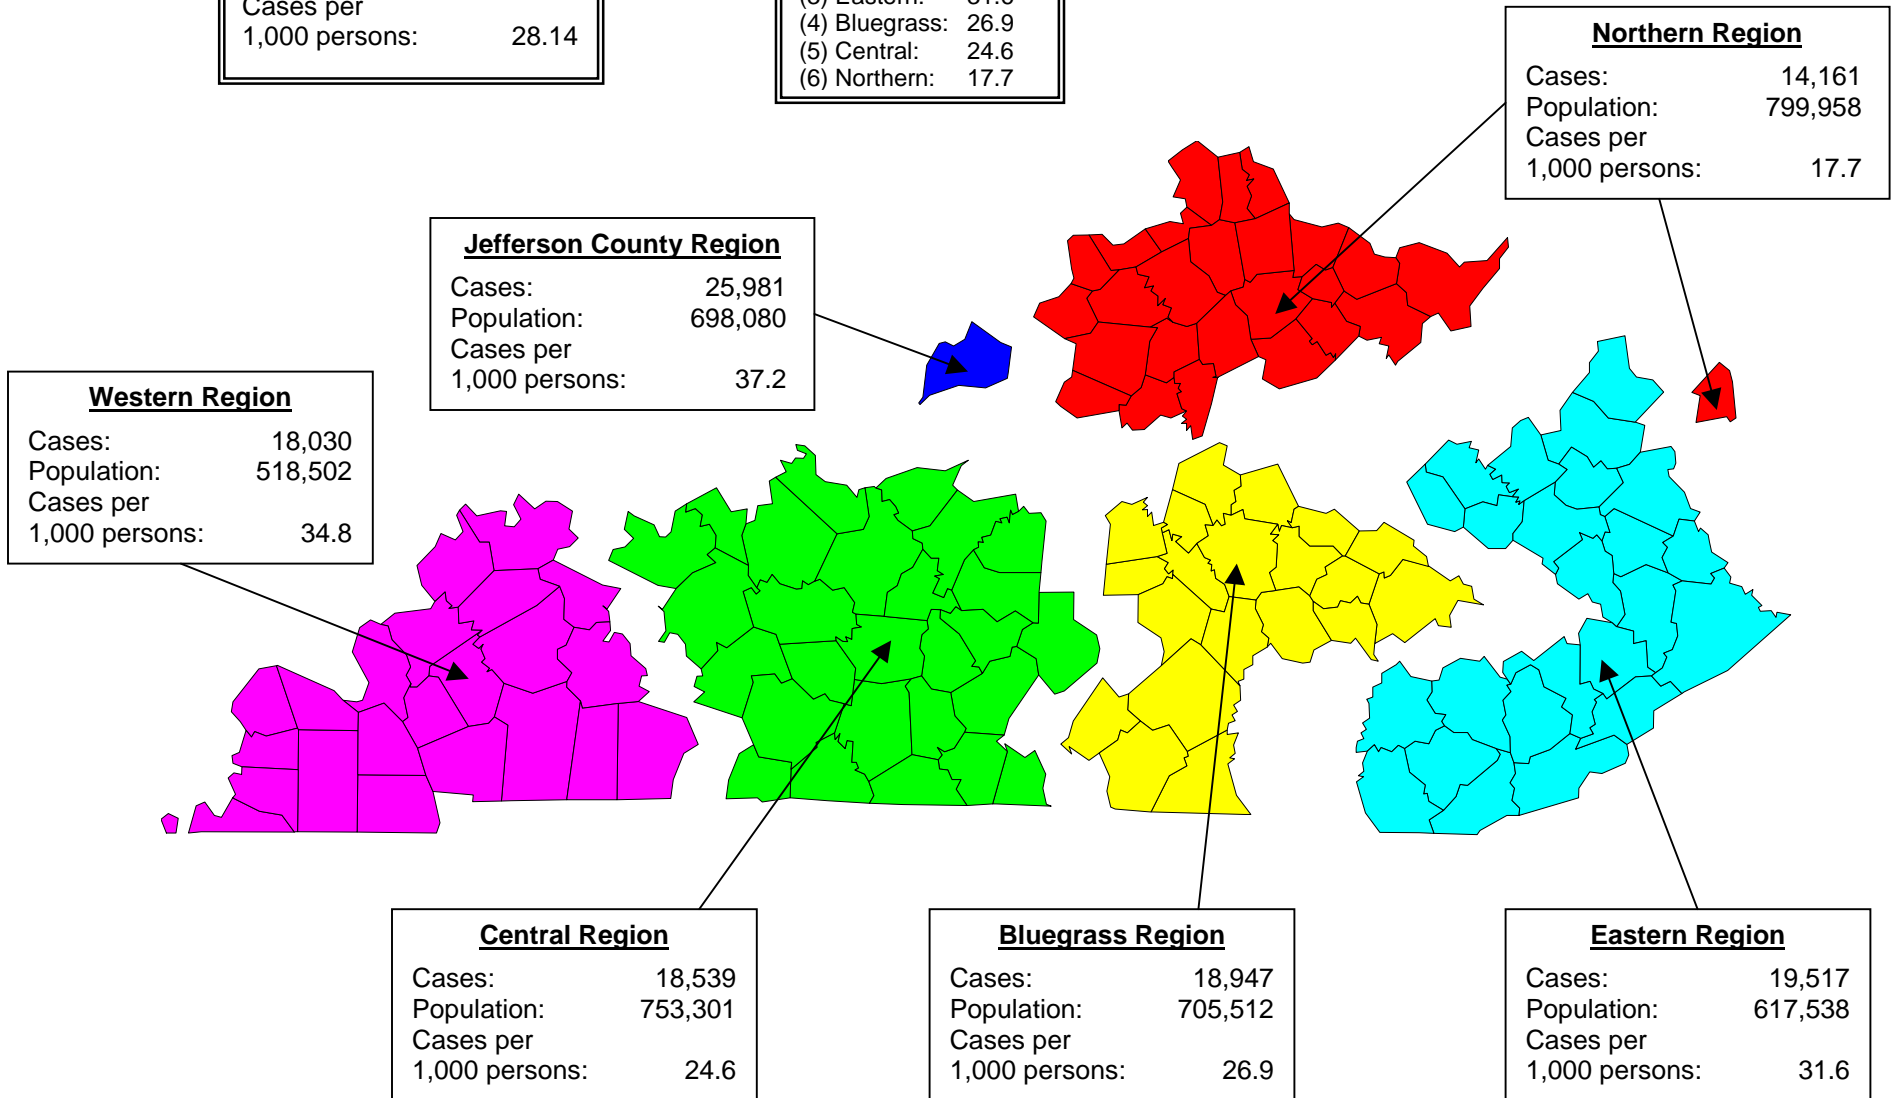 Cases per
1,000 persons: 28.14
(3) Eastern: 31.6
(4) Bluegrass: 26.9
(5) Central: 24.6
(6) Northern: 17.7
Northern Region
Cases: 14,161
Population: 799,958
Cases per
1,000 persons: 17.7
Jefferson County Region
Cases: 25,981
Population: 698,080
Cases per
1,000 persons: 37.2
Western Region
Cases: 18,030
Population: 518,502
Cases per
1,000 persons: 34.8
Central Region
Cases: 18,539
Population: 753,301
Cases per
1,000 persons: 24.6
Bluegrass Region
Cases: 18,947
Population: 705,512
Cases per
1,000 persons: 26.9
Eastern Region
Cases: 19,517
Population: 617,538
Cases per
1,000 persons: 31.6